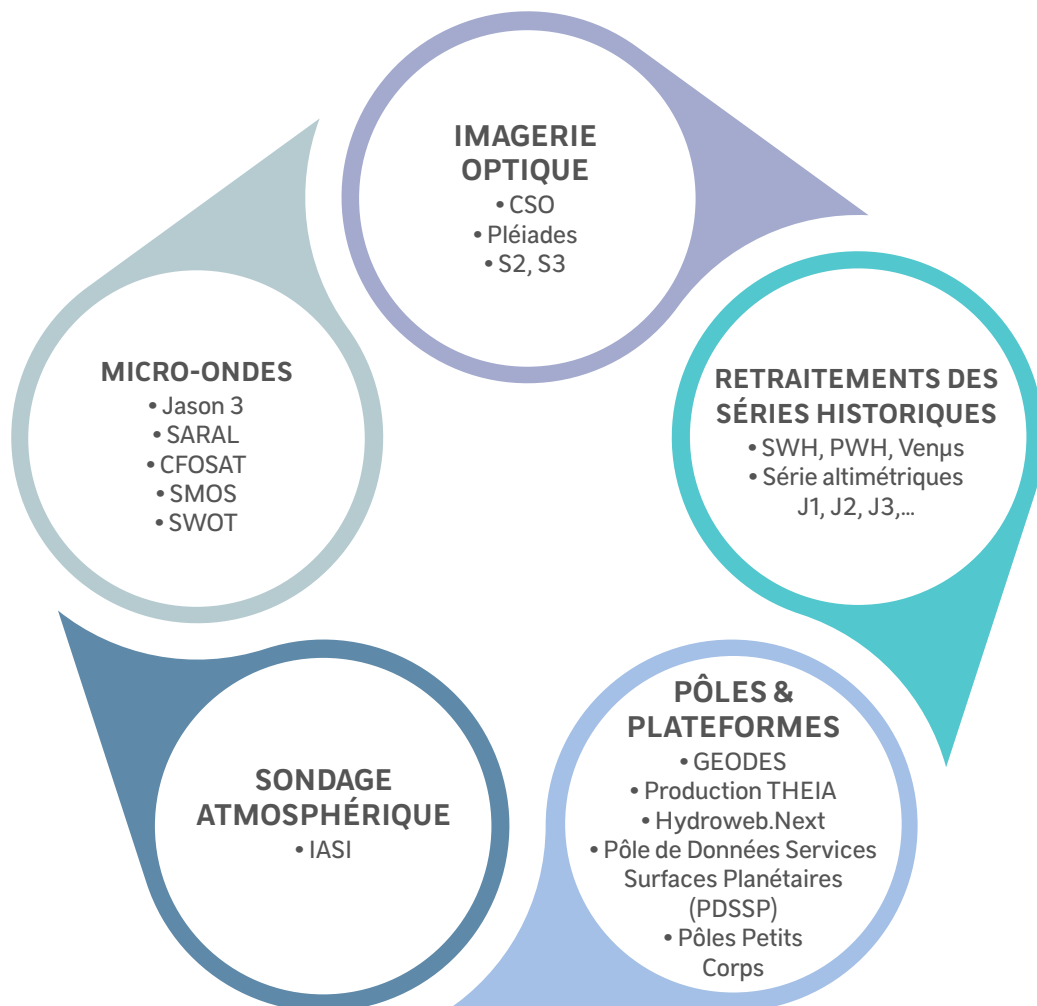 IMAGERIE
OPTIQUE
• CSO
• Pléiades
• S2, S3
MICRO-ONDES
• Jason 3
• SARAL
• CFOSAT
• SMOS
• SWOT
RETRAITEMENTS DES
SÉRIES HISTORIQUES
• SWH, PWH, Venµs
• Série altimétriques
J1, J2, J3,...
SONDAGE
ATMOSPHÉRIQUE
• IASI
PÔLES &
PLATEFORMES
• GEODES
• Production THEIA
• Hydroweb.Next
• Pôle de Données Services
Surfaces Planétaires
(PDSSP)
• Pôles Petits
Corps